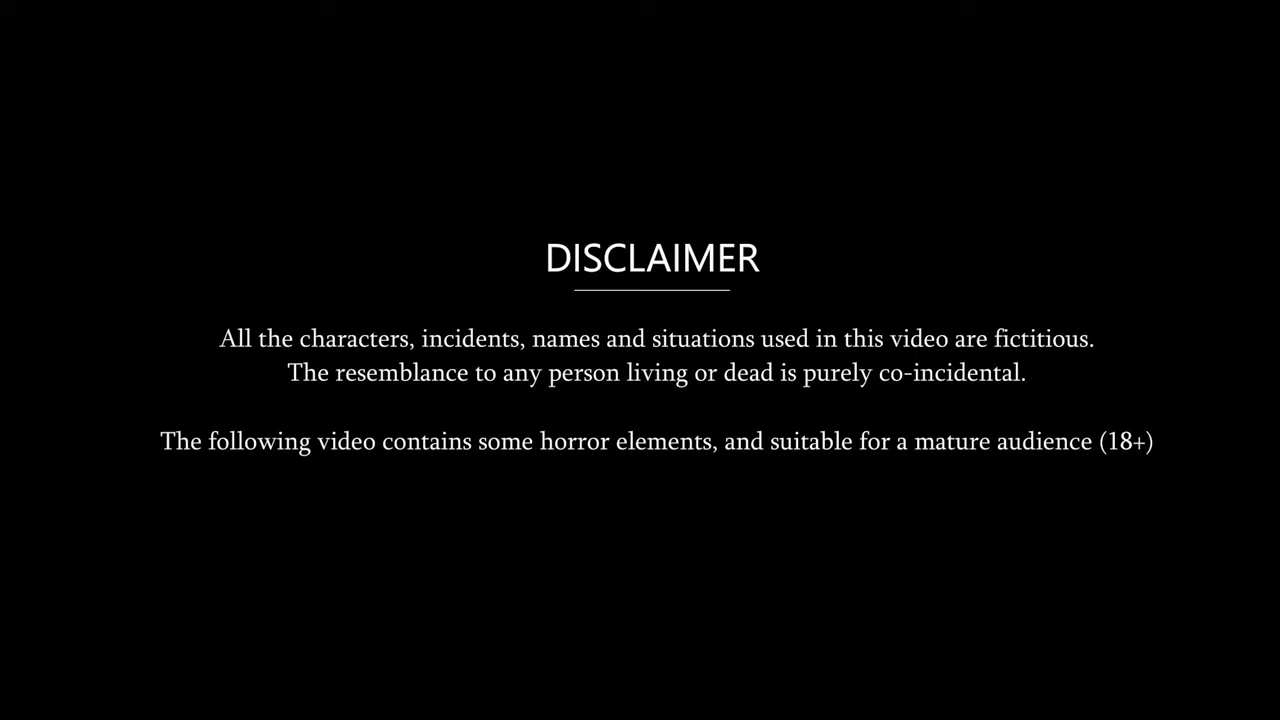 DISCLAIMER
All the characters, incidents, names and situations used in this video are fictitious.
The resemblance to any person living or dead is purely co-incidental.
The following video contains some horror elements, and suitable for a mature audience (18+)